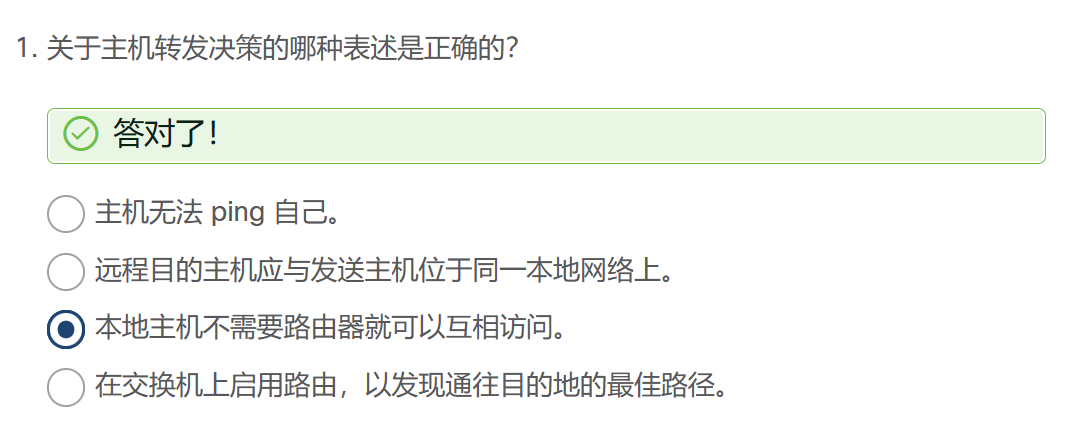 1. 关于主机转发决策的哪种表述是正确的?
答对了！
主机无法 ping 自己。
远程目的主机应与发送主机位于同一本地网络上。
本地主机不需要路由器就可以互相访问。
在交换机上启用路由，以发现通往目的地的最佳路径。